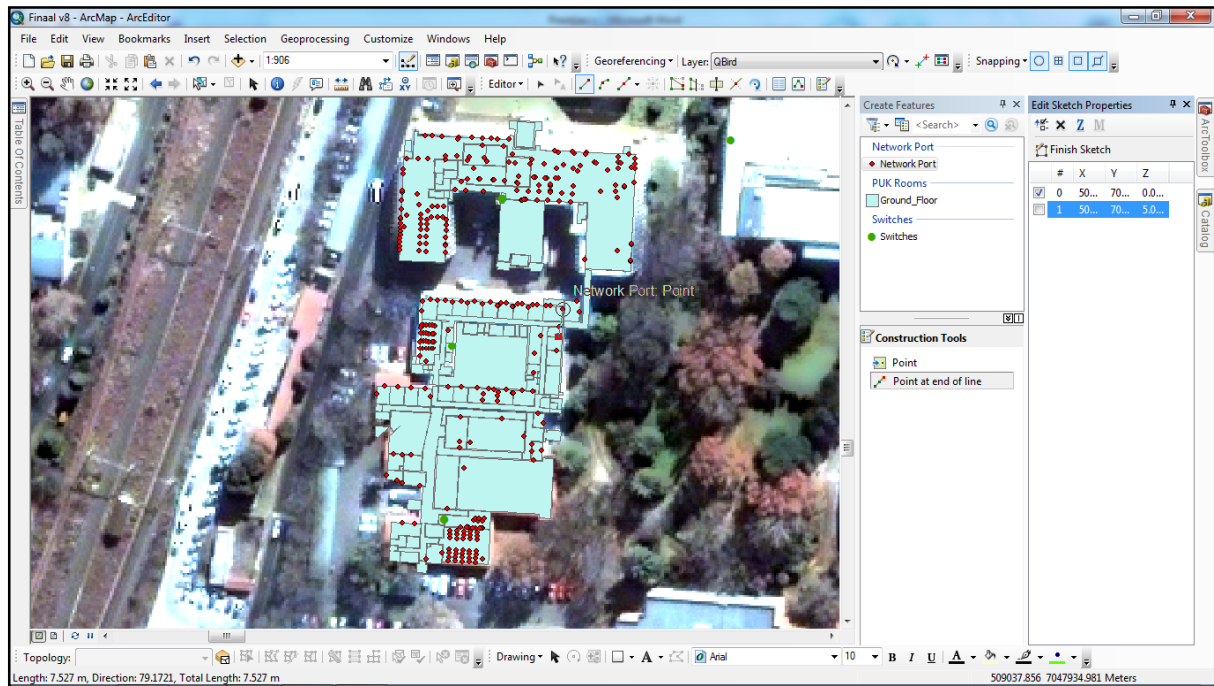 Finaal v8 - ArcMap - ArcEditor
File Edit View Bookmarks Insert Selection Geoprocessing Customize Windows Help
1:906 Georeferencing Layer: QBird Snapping
Editor
Table Of Contents
Create Features
<Search>
Network Port
Network Port
PUK Rooms
Ground_Floor
Switches
Switches
Construction Tools
Point
Point at end of line
Edit Sketch Properties
Z M
Finish Sketch
# X Y Z
0 50... 70... 0.0...
1 50... 70... 5.0...
ArcToolbox
Catalog
Network Port: Point
Topology: Drawing A Arial 10 B I U A
Length: 7.527 m, Direction: 79.1721, Total Length: 7.527 m 509037.856 7047934.981 Meters